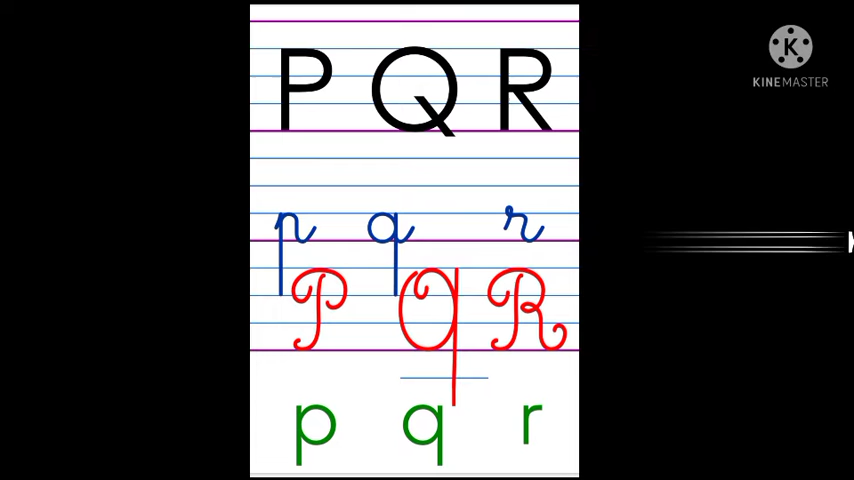 P Q R
K
KINEMASTER
p q r
P Q R
p q r